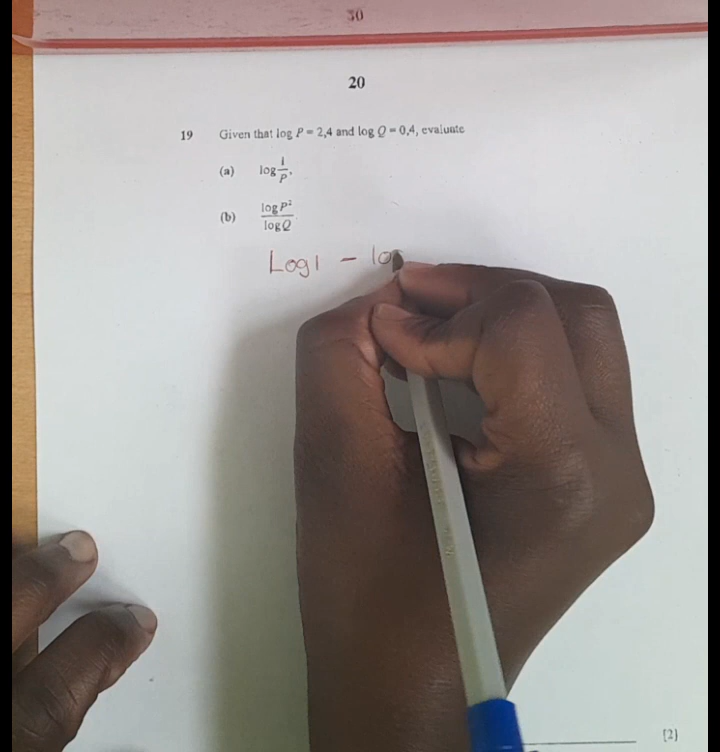 30
20
19 Given that log P = 2,4 and log Q = 0,4, evaluate
(a) log 1/P.
(b) log P² / log Q.
Log1 - lo
[2]